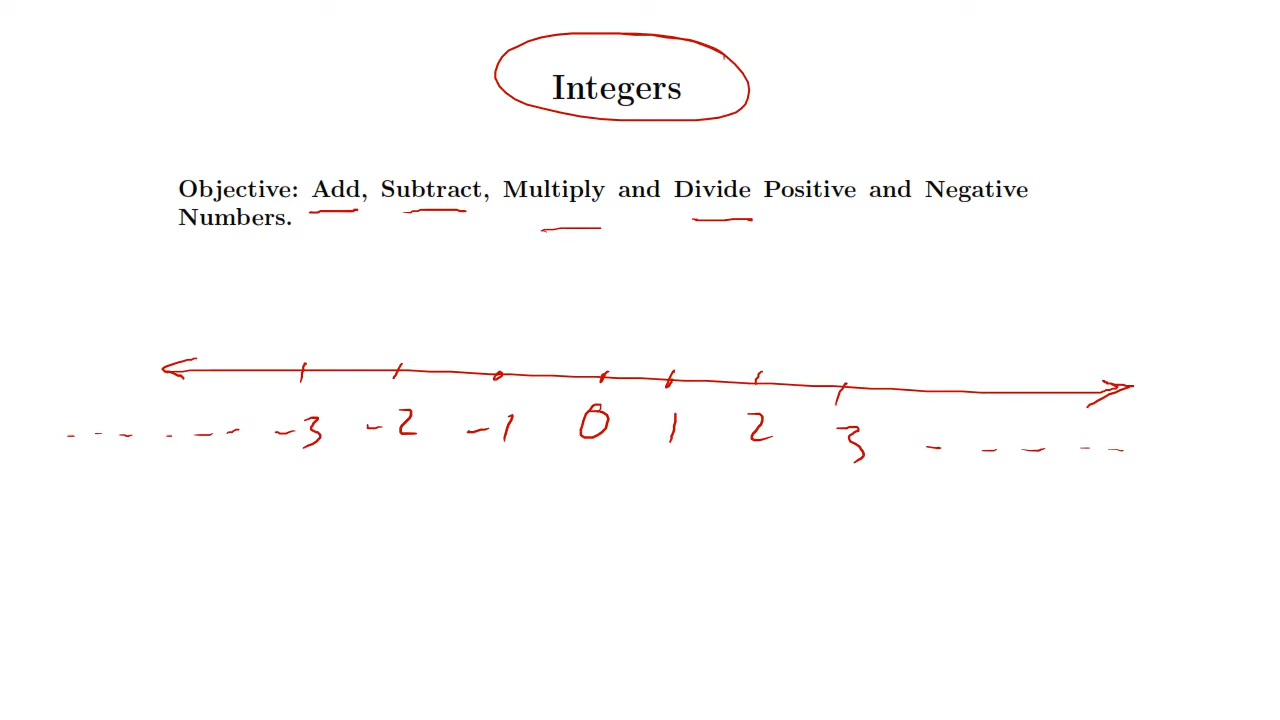 Integers
Objective: Add, Subtract, Multiply and Divide Positive and Negative
Numbers.
-3 -2 -1 0 1 2 3